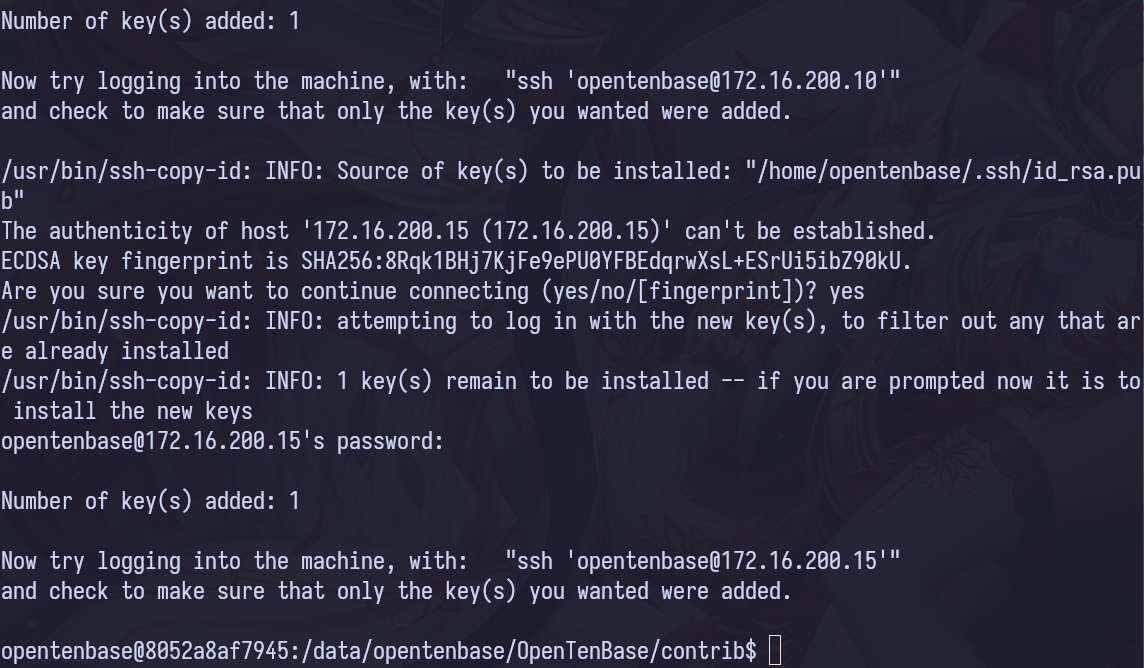 Number of key(s) added: 1
Now try logging into the machine, with:   "ssh 'opentenbase@172.16.200.10'"
and check to make sure that only the key(s) you wanted were added.
/usr/bin/ssh-copy-id: INFO: Source of key(s) to be installed: "/home/opentenbase/.ssh/id_rsa.pu
b"
The authenticity of host '172.16.200.15 (172.16.200.15)' can't be established.
ECDSA key fingerprint is SHA256:8Rqk1BHj7KjFe9ePU0YFBEdqrwXsL+ESrUi5ibZ90kU.
Are you sure you want to continue connecting (yes/no/[fingerprint])? yes
/usr/bin/ssh-copy-id: INFO: attempting to log in with the new key(s), to filter out any that ar
e already installed
/usr/bin/ssh-copy-id: INFO: 1 key(s) remain to be installed -- if you are prompted now it is to
 install the new keys
opentenbase@172.16.200.15's password:
Number of key(s) added: 1
Now try logging into the machine, with:   "ssh 'opentenbase@172.16.200.15'"
and check to make sure that only the key(s) you wanted were added.
opentenbase@8052a8af7945:/data/opentenbase/OpenTenBase/contrib$